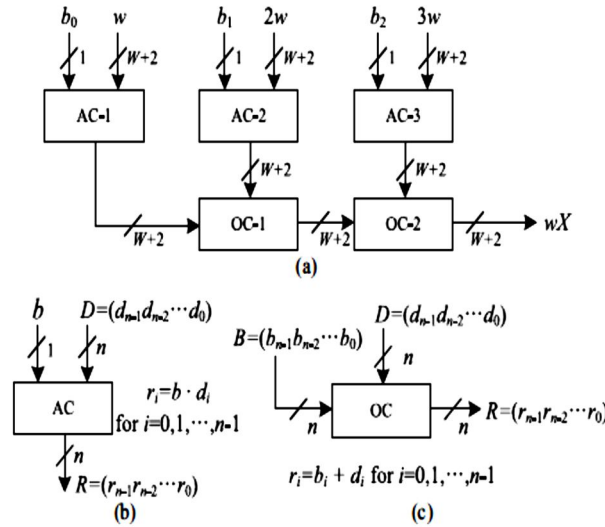 b₀ w b₁ 2w b₂ 3w
1 W+2 1 W+2 1 W+2
AC-1 AC-2 AC-3
W+2 W+2
OC-1 OC-2 wX
W+2 W+2 W+2
(a)
b D=(dₙ₋₁dₙ₋₂⋯d₀)
1 n
AC
rᵢ=b · dᵢ
for i=0,1,⋯,n-1
n
R=(rₙ₋₁rₙ₋₂⋯r₀)
(b)
D=(dₙ₋₁dₙ₋₂⋯d₀)
B=(bₙ₋₁bₙ₋₂⋯b₀)
n
OC
n n
R=(rₙ₋₁rₙ₋₂⋯r₀)
rᵢ=bᵢ + dᵢ for i=0,1,⋯,n-1
(c)